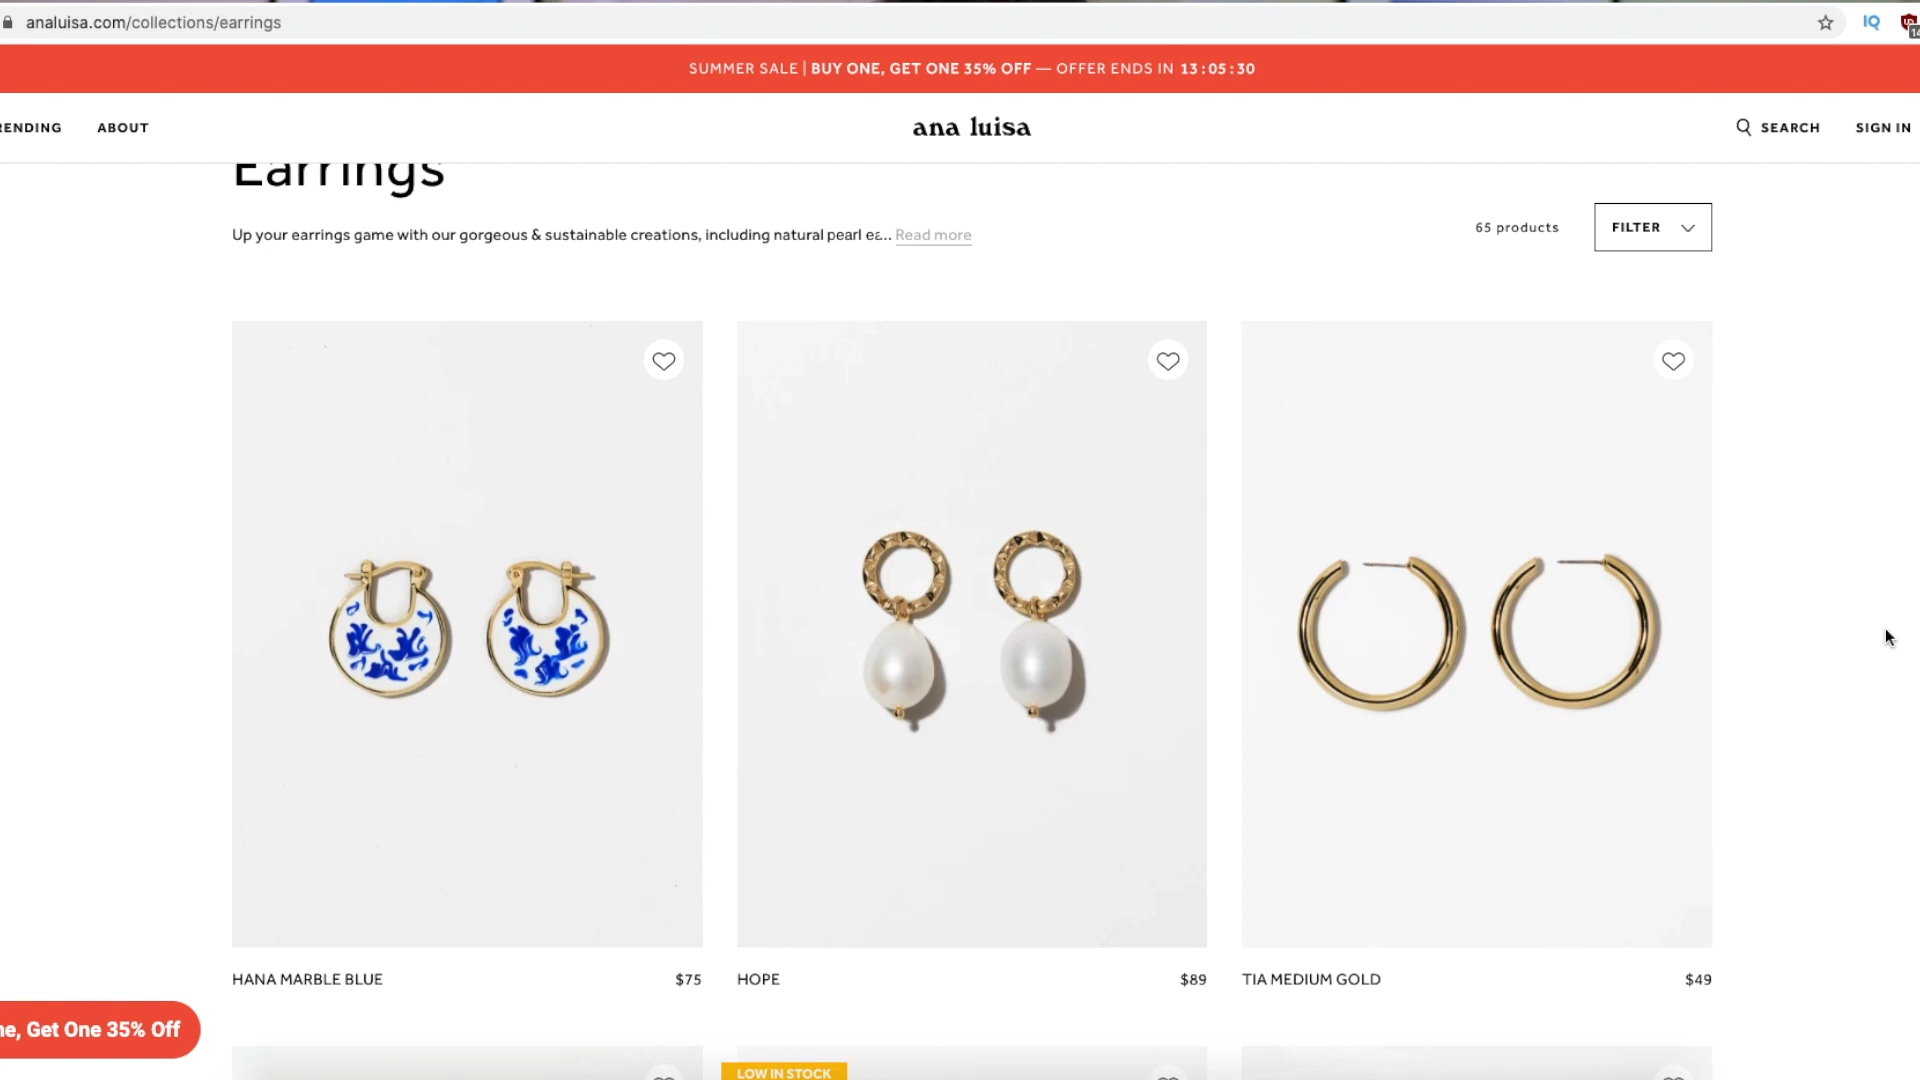 analuisa.com/collections/earrings
IQ
14
SUMMER SALE | BUY ONE, GET ONE 35% OFF — OFFER ENDS IN 13:05:30
RENDING ABOUT ana luisa SEARCH SIGN IN
Earrings
Up your earrings game with our gorgeous & sustainable creations, including natural pearl ea... Read more
65 products FILTER
HANA MARBLE BLUE $75
HOPE $89
TIA MEDIUM GOLD $49
ne, Get One 35% Off
LOW IN STOCK